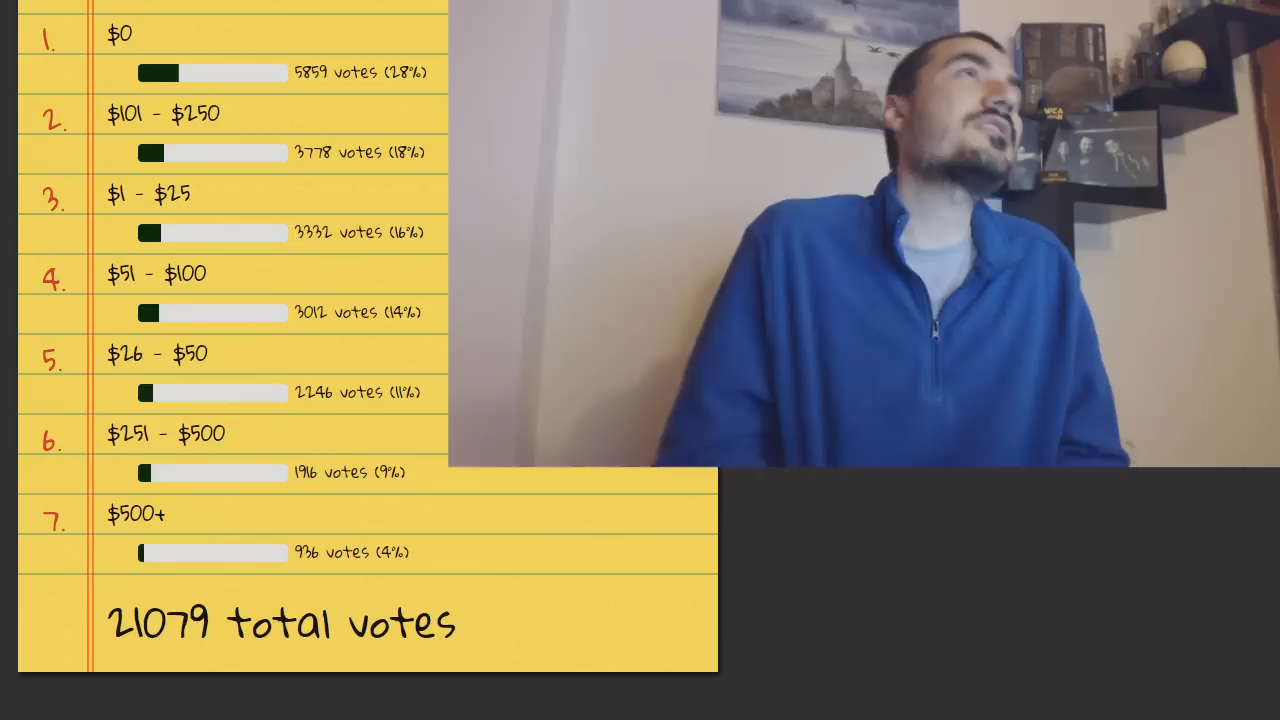 1. $0
5859 votes (28%)
2. $101 - $250
3778 votes (18%)
3. $1 - $25
3332 votes (16%)
4. $51 - $100
3012 votes (14%)
5. $26 - $50
2246 votes (11%)
6. $251 - $500
1916 votes (9%)
7. $500+
936 votes (4%)
21079 total votes